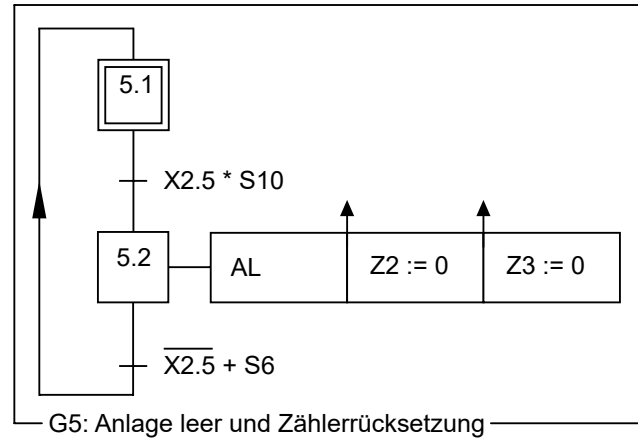 5.1
X2.5 * S10
5.2 AL Z2 := 0 Z3 := 0
X̅2̅.̅5̅ + S6
G5: Anlage leer und Zählerrücksetzung